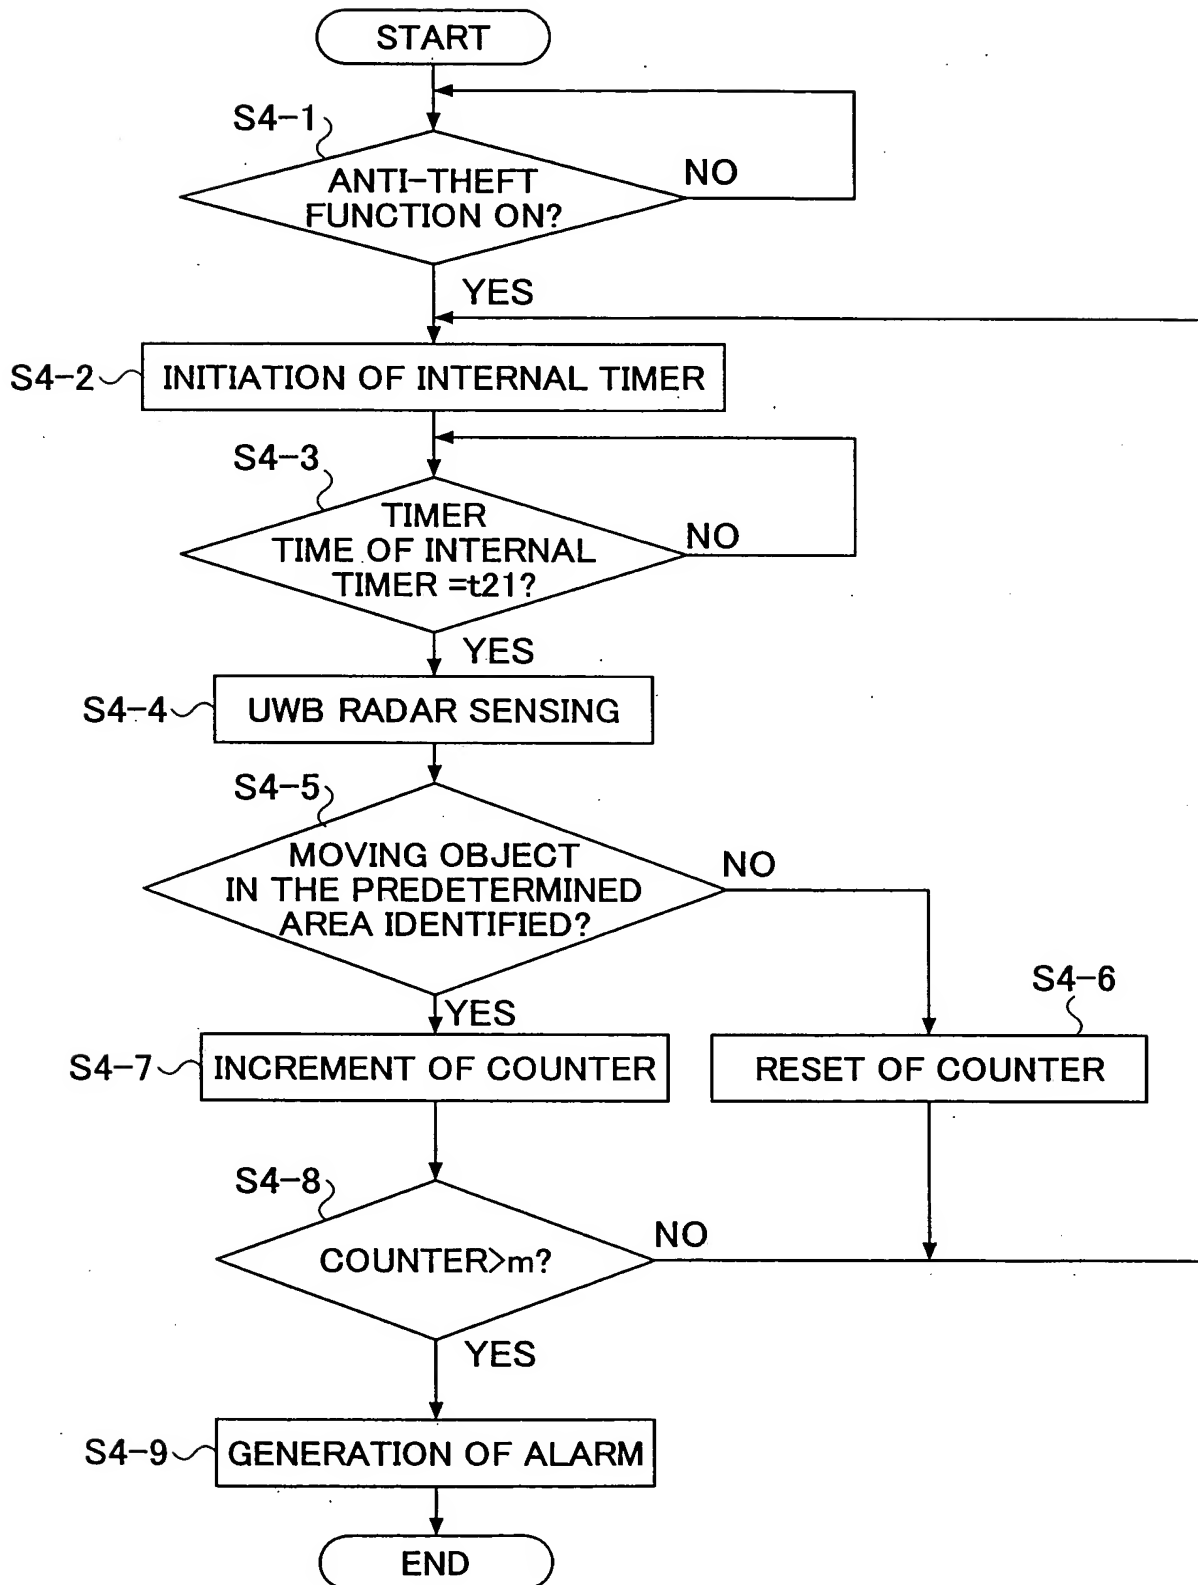 START
S4-1
ANTI-THEFT
FUNCTION ON?
NO
YES
S4-2
INITIATION OF INTERNAL TIMER
S4-3
TIMER
TIME OF INTERNAL
TIMER =t21?
NO
YES
S4-4
UWB RADAR SENSING
S4-5
MOVING OBJECT
IN THE PREDETERMINED
AREA IDENTIFIED?
NO
YES
S4-6
RESET OF COUNTER
S4-7
INCREMENT OF COUNTER
S4-8
COUNTER>m?
NO
YES
S4-9
GENERATION OF ALARM
END